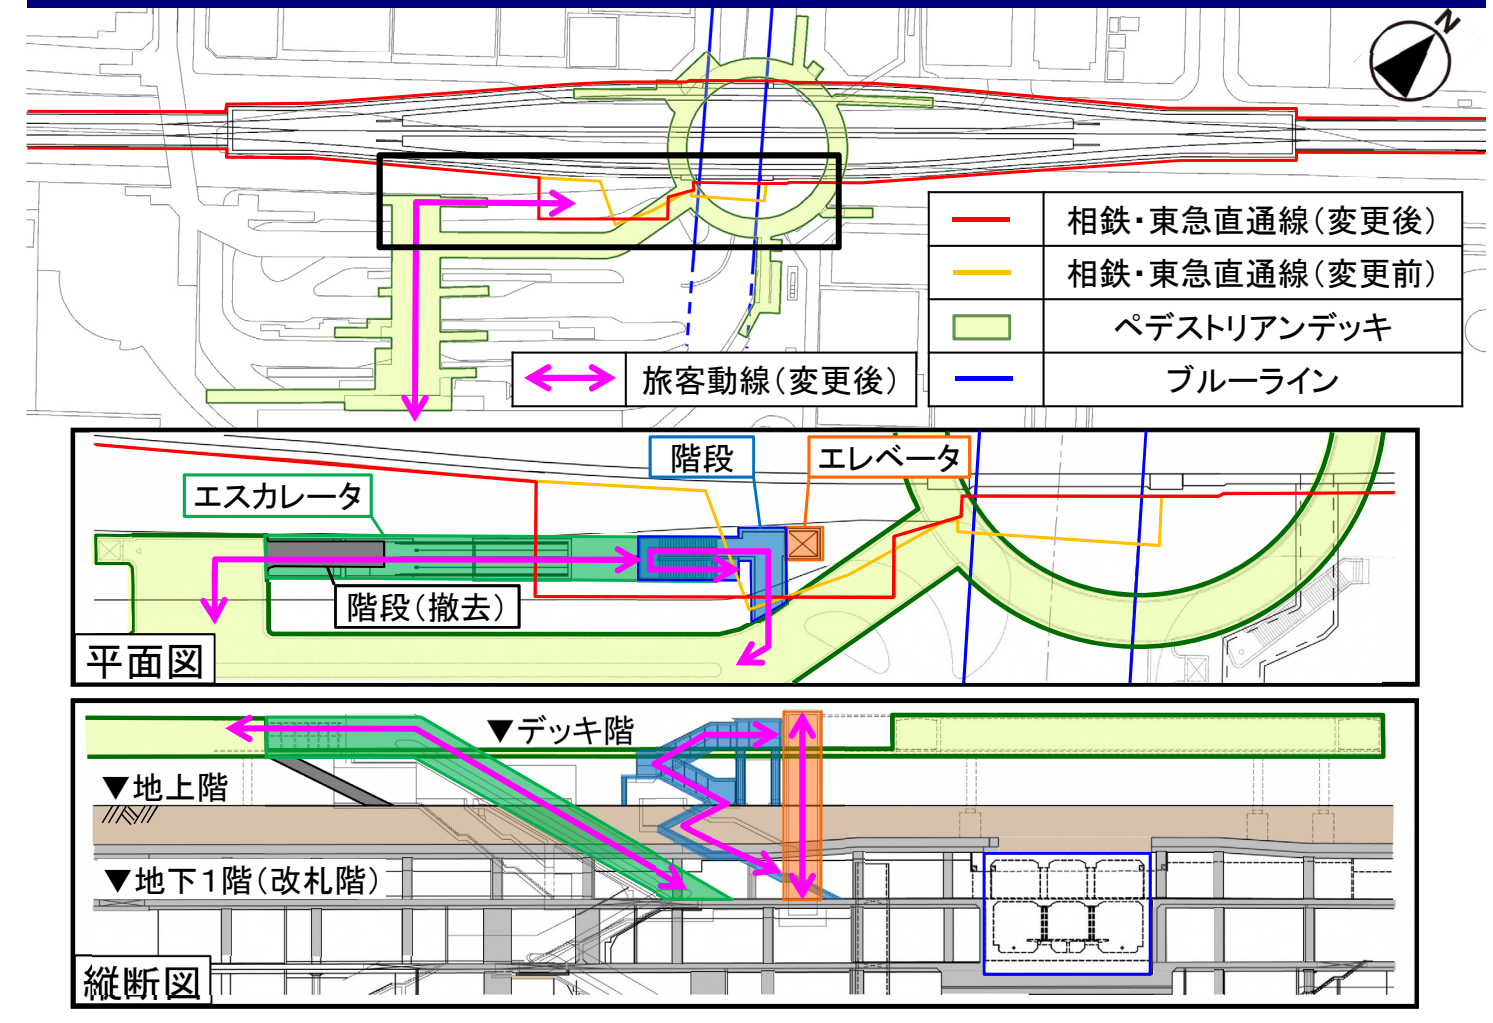 N
相鉄・東急直通線(変更後)
相鉄・東急直通線(変更前)
ペデストリアンデッキ
ブルーライン
旅客動線(変更後)
階段
エレベータ
エスカレータ
階段(撤去)
平面図
▼デッキ階
▼地上階
▼地下1階(改札階)
縦断図